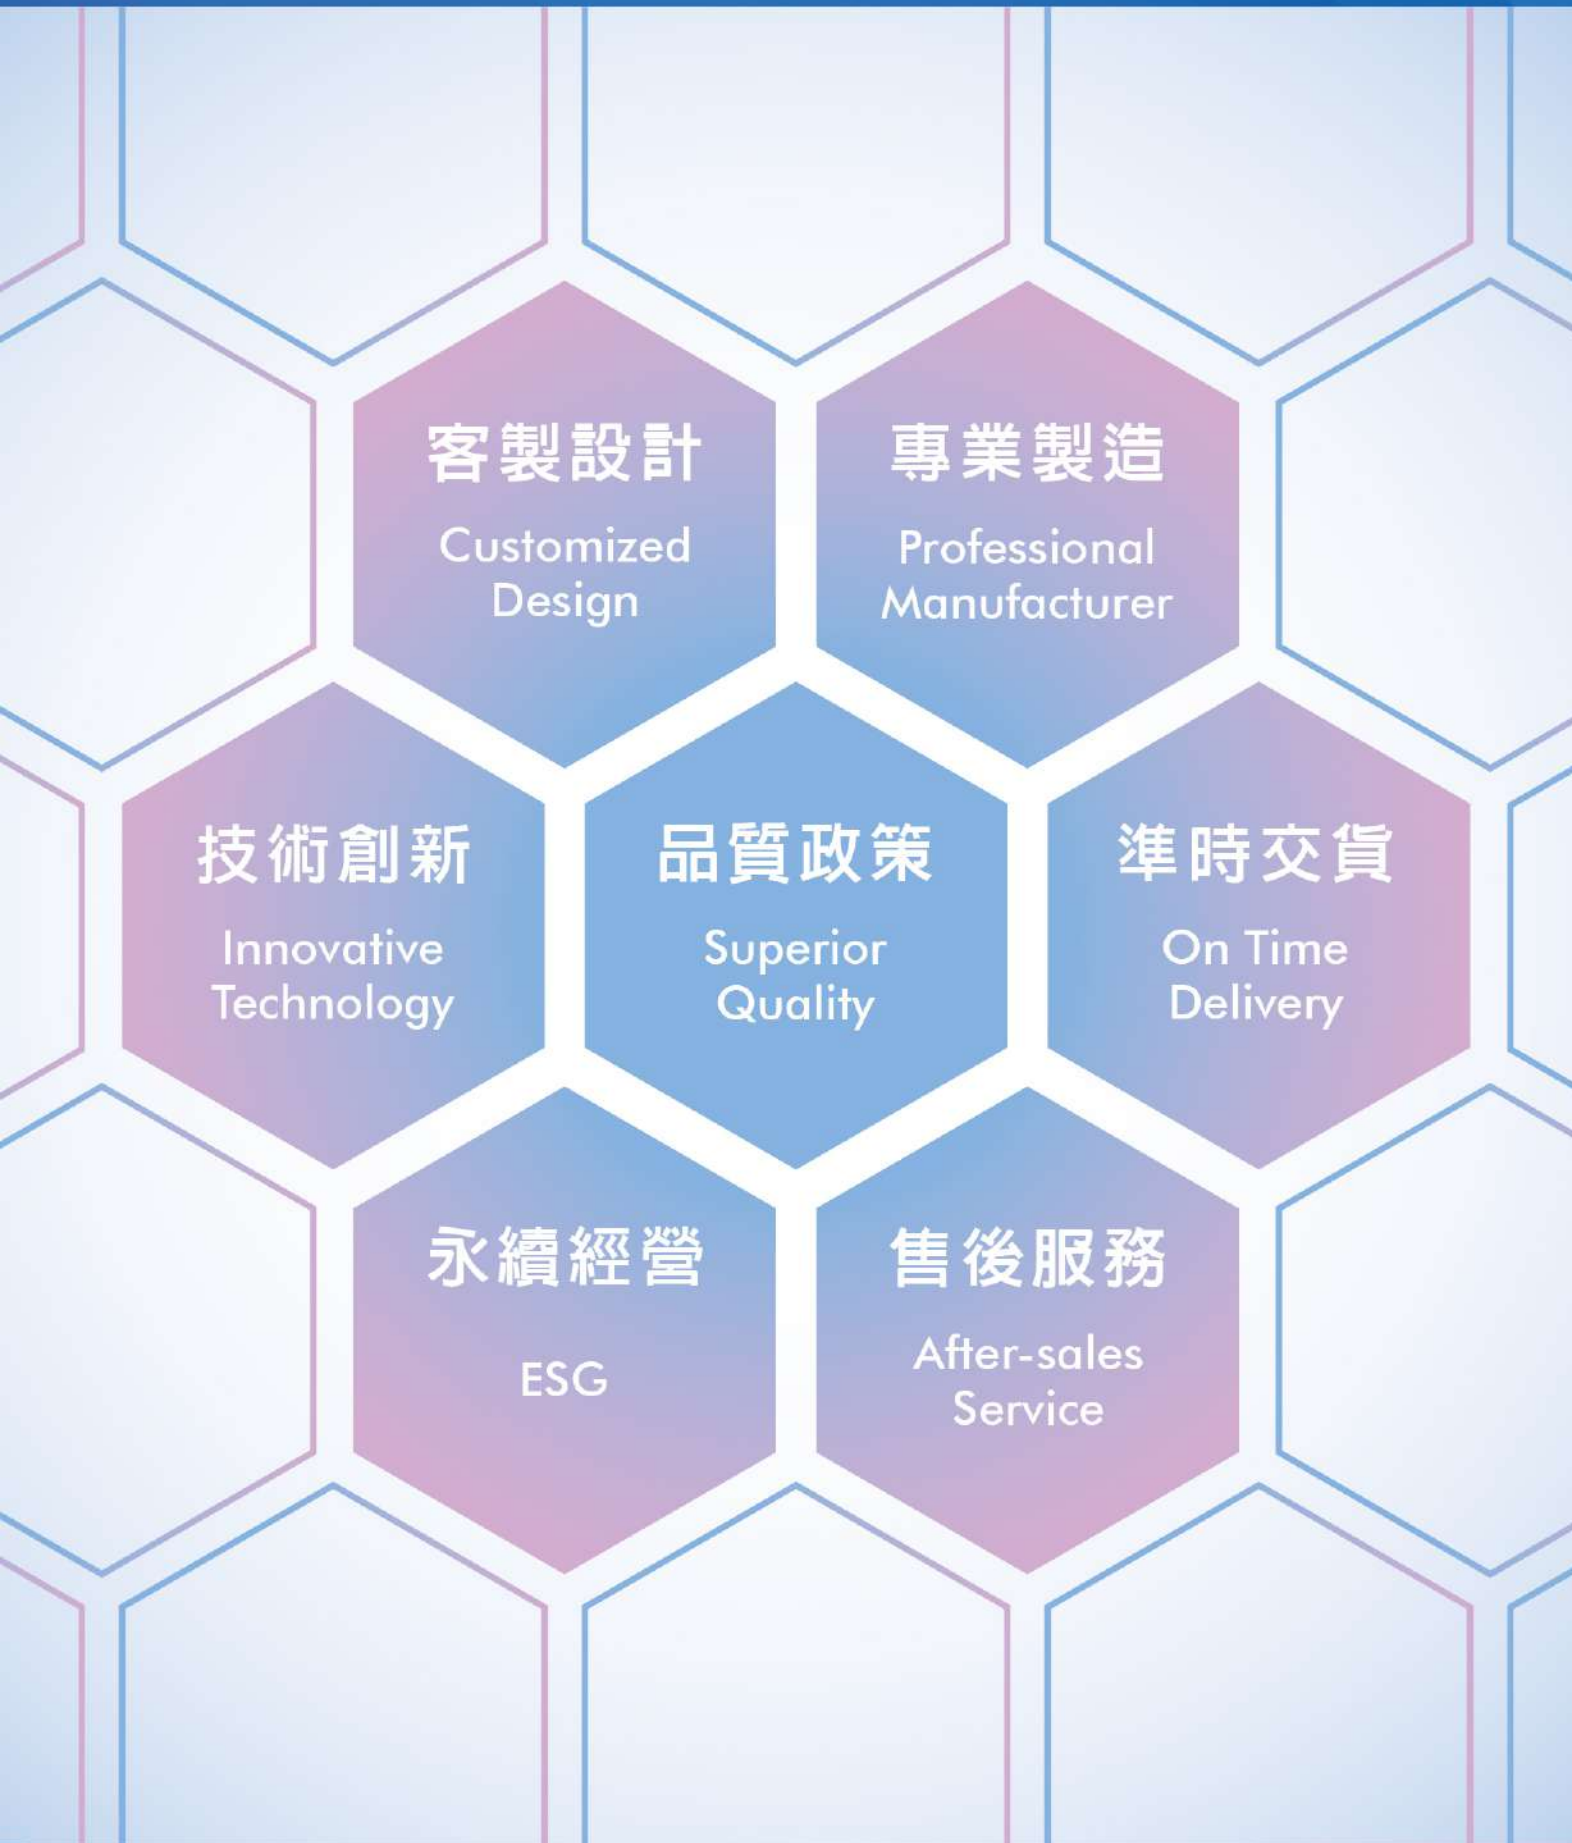 客製設計
Customized
Design
專業製造
Professional
Manufacturer
技術創新
Innovative
Technology
品質政策
Superior
Quality
準時交貨
On Time
Delivery
永續經營
ESG
售後服務
After-sales
Service